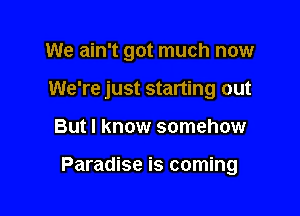 We ain't got much now
We're just starting out
But I know somehow
Paradise is coming